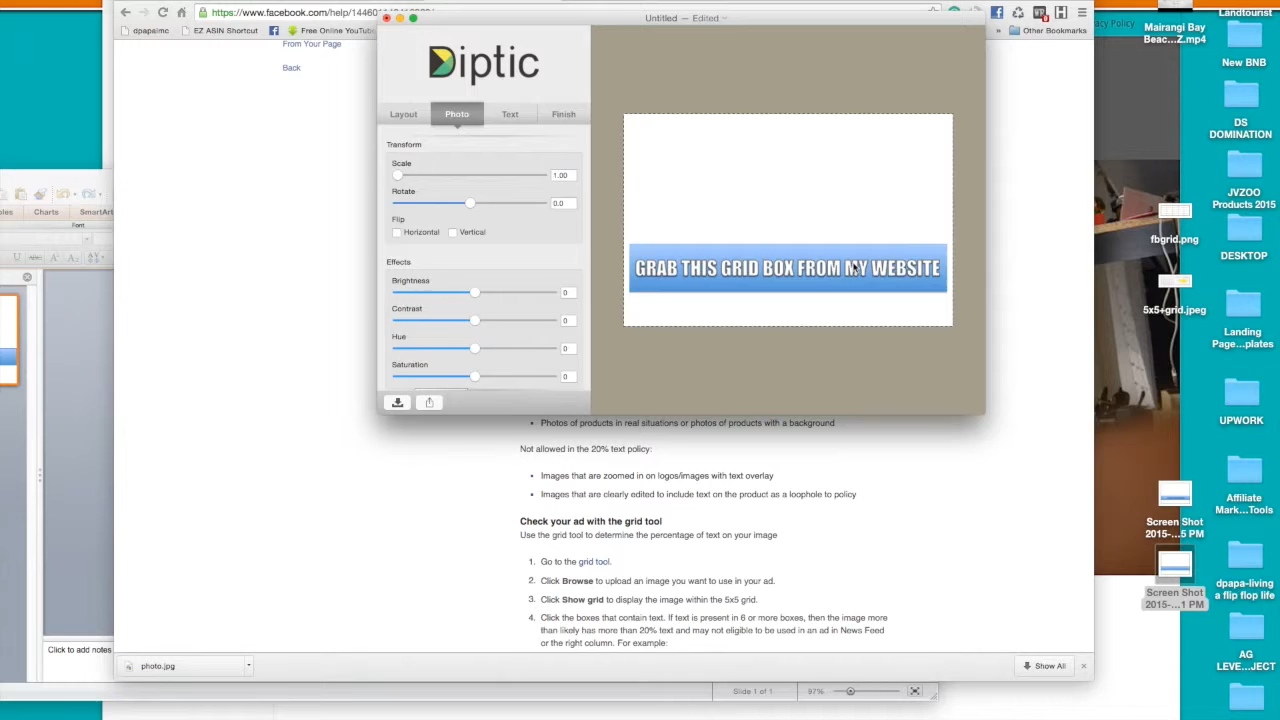 https://www.facebook.com/help/
dpapaimc
EZ ASIN Shortcut
Free Online YouTub
Other Bookmarks
From Your Page
Back
Untitled — Edited
Diptic
Layout
Photo
Text
Finish
Transform
Scale
1.00
Rotate
0.0
Flip
Horizontal
Vertical
Effects
Brightness
0
Contrast
0
Hue
0
Saturation
0
GRAB THIS GRID BOX FROM MY WEBSITE
Photos of products in real situations or photos of products with a background
Not allowed in the 20% text policy:
Images that are zoomed in on logos/images with text overlay
Images that are clearly edited to include text on the product as a loophole to policy
Check your ad with the grid tool
Use the grid tool to determine the percentage of text on your image
1. Go to the grid tool.
2. Click Browse to upload an image you want to use in your ad.
3. Click Show grid to display the image within the 5x5 grid.
4. Click the boxes that contain text. If text is present in 6 or more boxes, then the image more
than likely has more than 20% text and may not eligible to be used in an ad in News Feed
or the right column. For example:
photo.jpg
Show All
Charts
SmartArt
Font
Click to add notes
Slide 1 of 1
97%
acy Policy
Mairangi Bay
Beac...Z.mp4
fbgrid.png
5x5+grid.jpeg
Screen Shot
2015-...5 PM
Screen Shot
2015-...1 PM
Landtourist
New BNB
DS
DOMINATION
JVZOO
Products 2015
DESKTOP
Landing
Page...plates
UPWORK
Affiliate
Mark...Tools
dpapa-living
a flip flop life
AG
LEVE...JECT